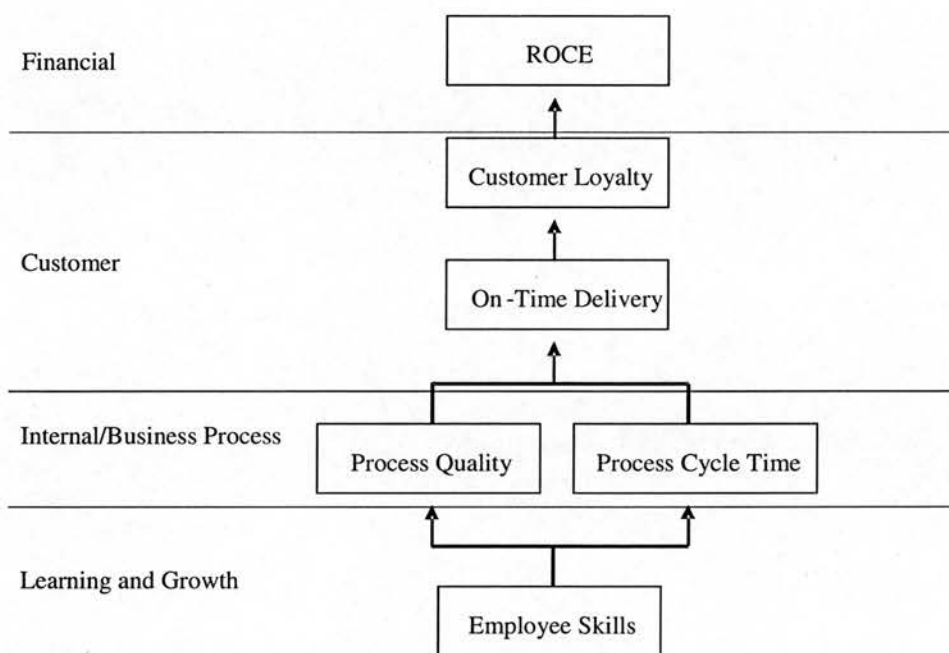 Financial
ROCE
Customer Loyalty
Customer
On-Time Delivery
Internal/Business Process
Process Quality
Process Cycle Time
Learning and Growth
Employee Skills